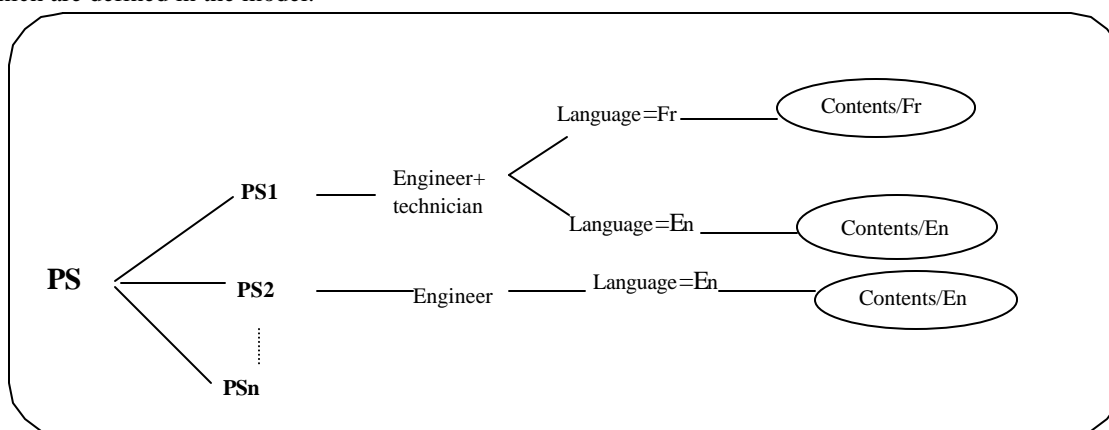 are defined in the model.
Contents/Fr
Language=Fr
Engineer+
technician
PS1
Language=En
Contents/En
PS
PS2
Engineer
Language=En
Contents/En
PSn